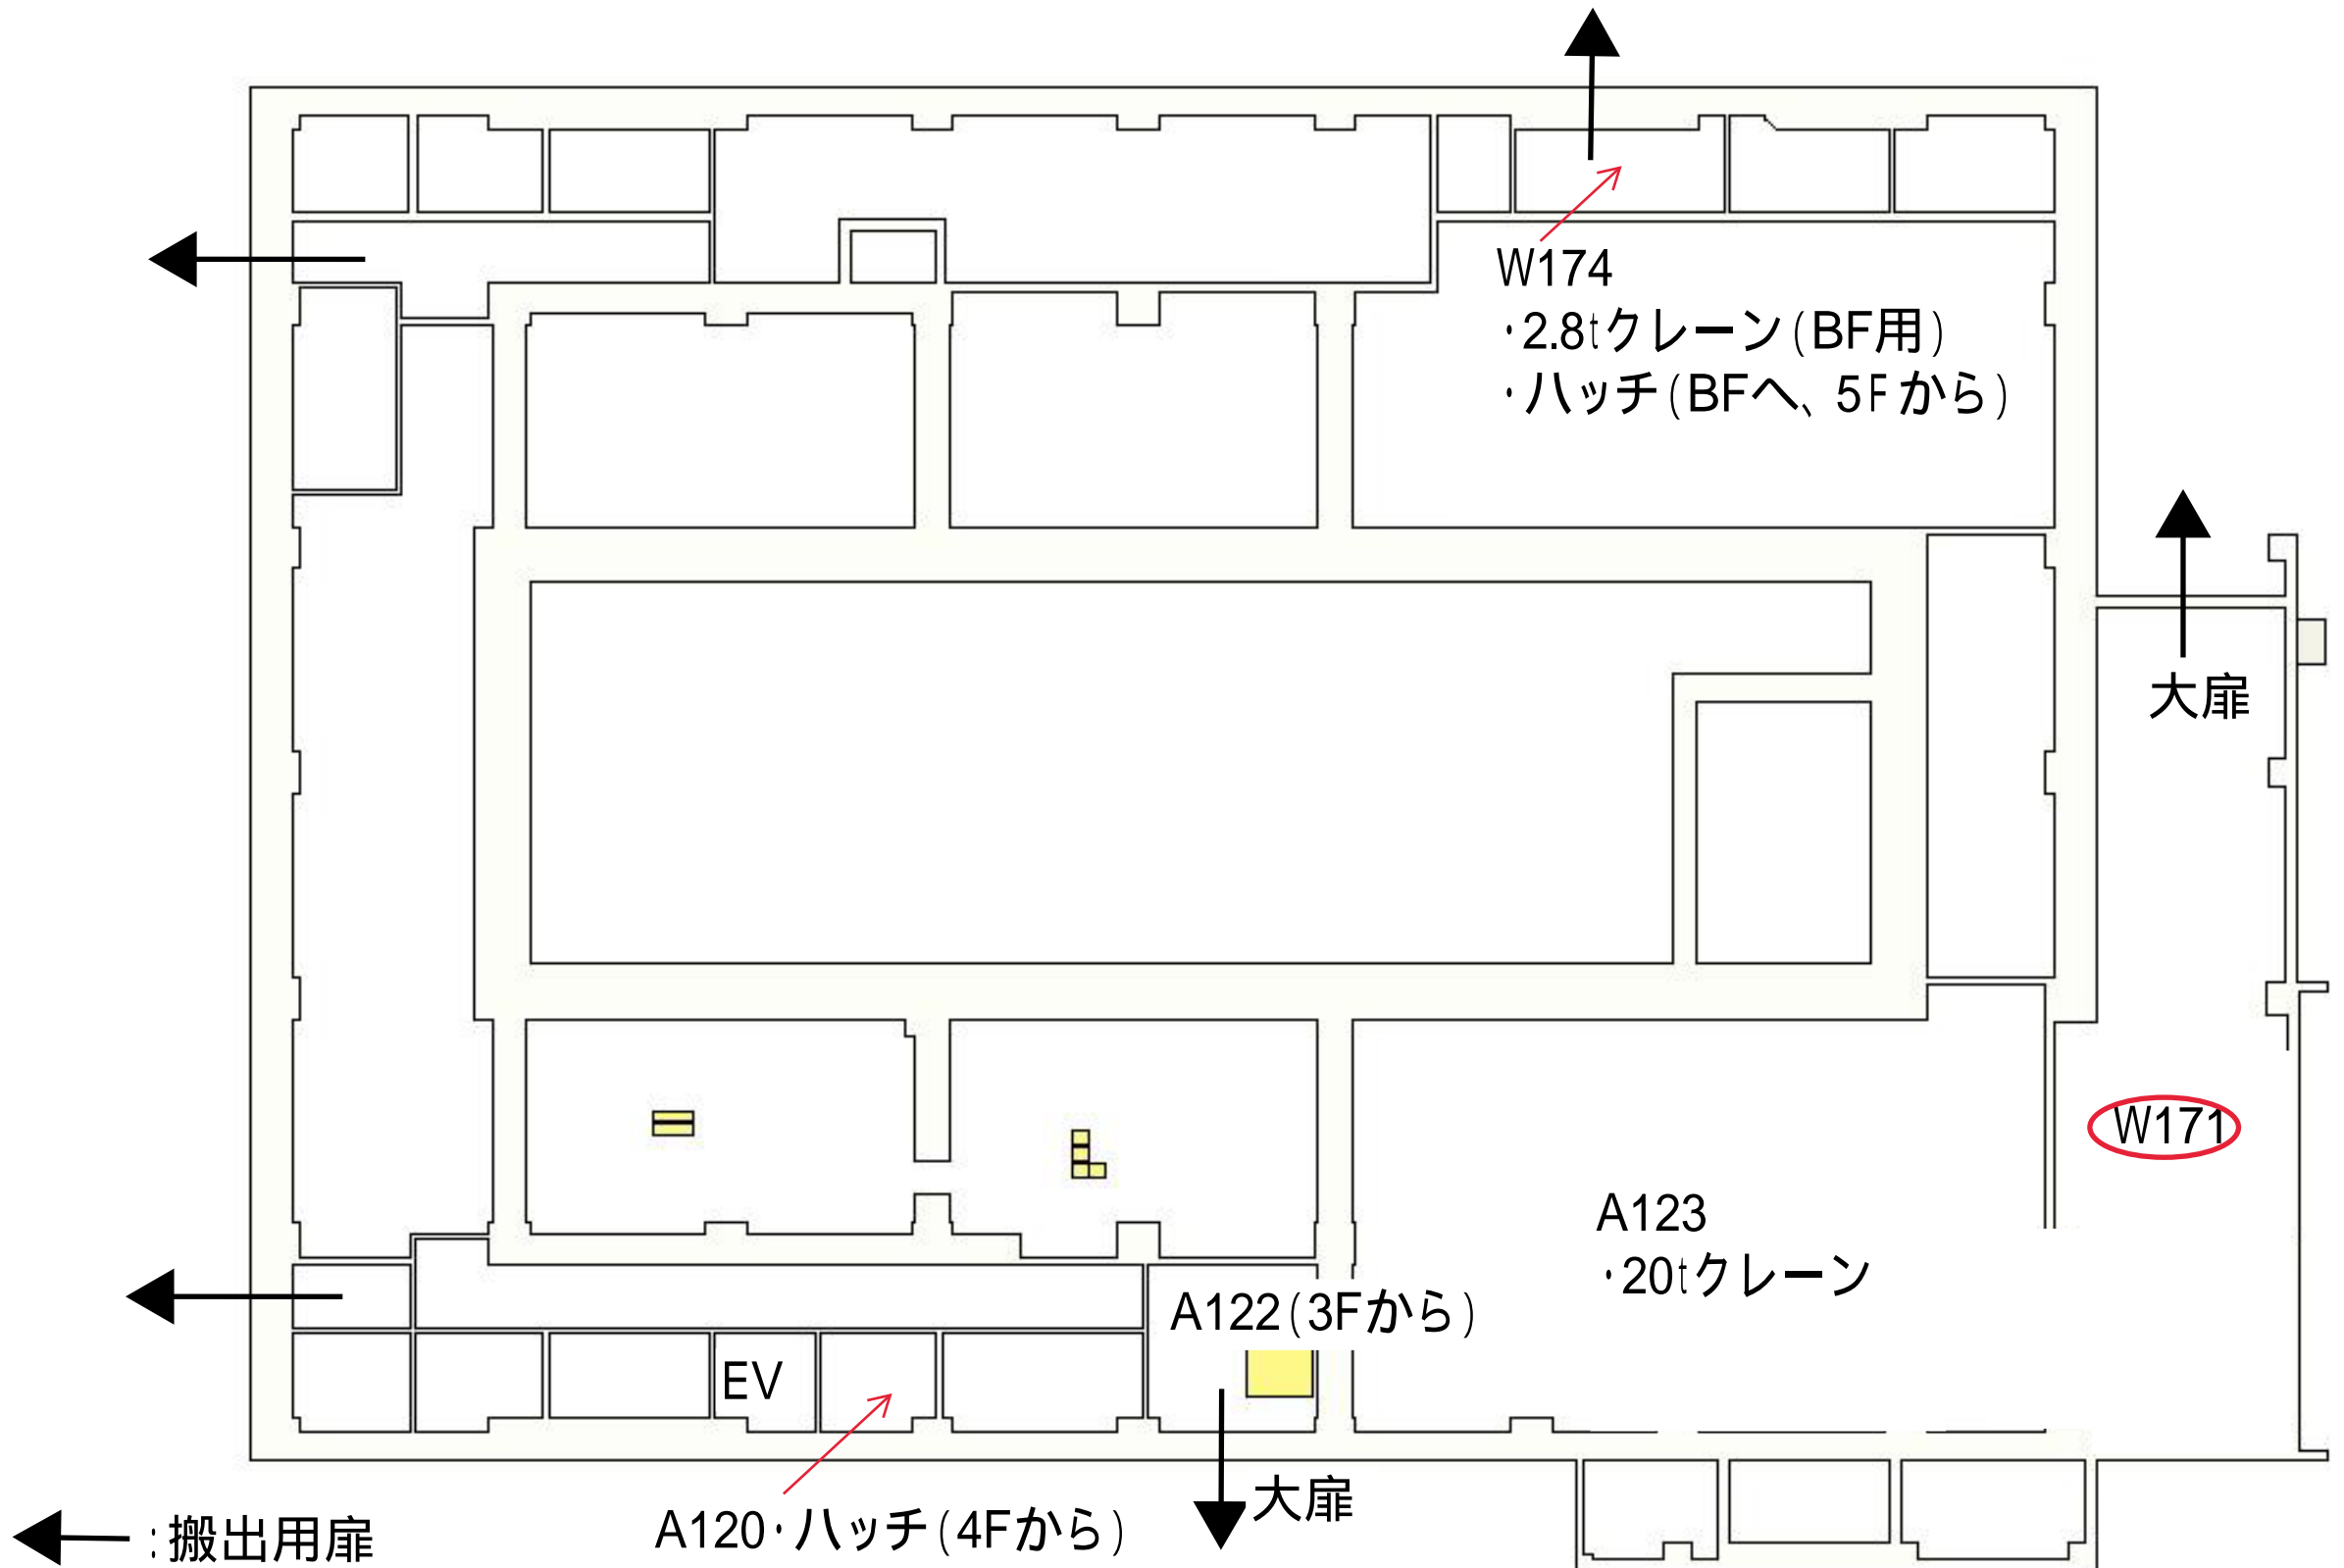 W174
・2.8tクレーン(BF用)
・ハッチ(BFへ、5Fから)
大扉
W171
A123
・20tクレーン
A122(3Fから)
EV
大扉
A120・ハッチ(4Fから)
:搬出用扉